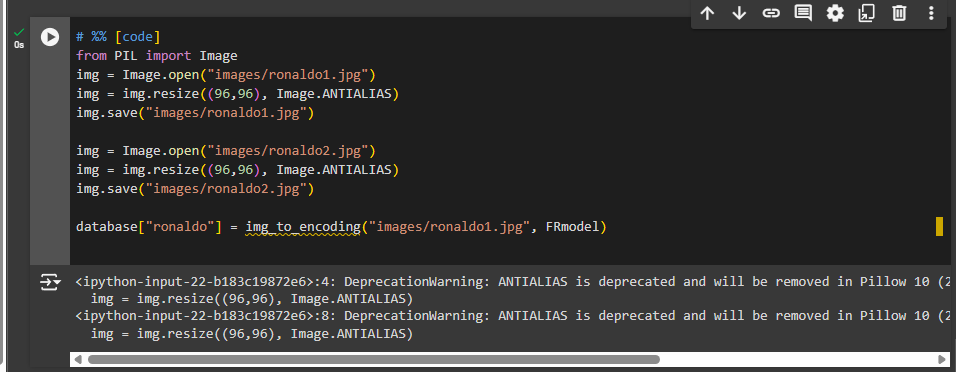 0s
# %% [code]
from PIL import Image
img = Image.open("images/ronaldo1.jpg")
img = img.resize((96,96), Image.ANTIALIAS)
img.save("images/ronaldo1.jpg")
img = Image.open("images/ronaldo2.jpg")
img = img.resize((96,96), Image.ANTIALIAS)
img.save("images/ronaldo2.jpg")
database["ronaldo"] = img_to_encoding("images/ronaldo1.jpg", FRmodel)
<ipython-input-22-b183c19872e6>:4: DeprecationWarning: ANTIALIAS is deprecated and will be removed in Pillow 10 (2
img = img.resize((96,96), Image.ANTIALIAS)
<ipython-input-22-b183c19872e6>:8: DeprecationWarning: ANTIALIAS is deprecated and will be removed in Pillow 10 (2
img = img.resize((96,96), Image.ANTIALIAS)